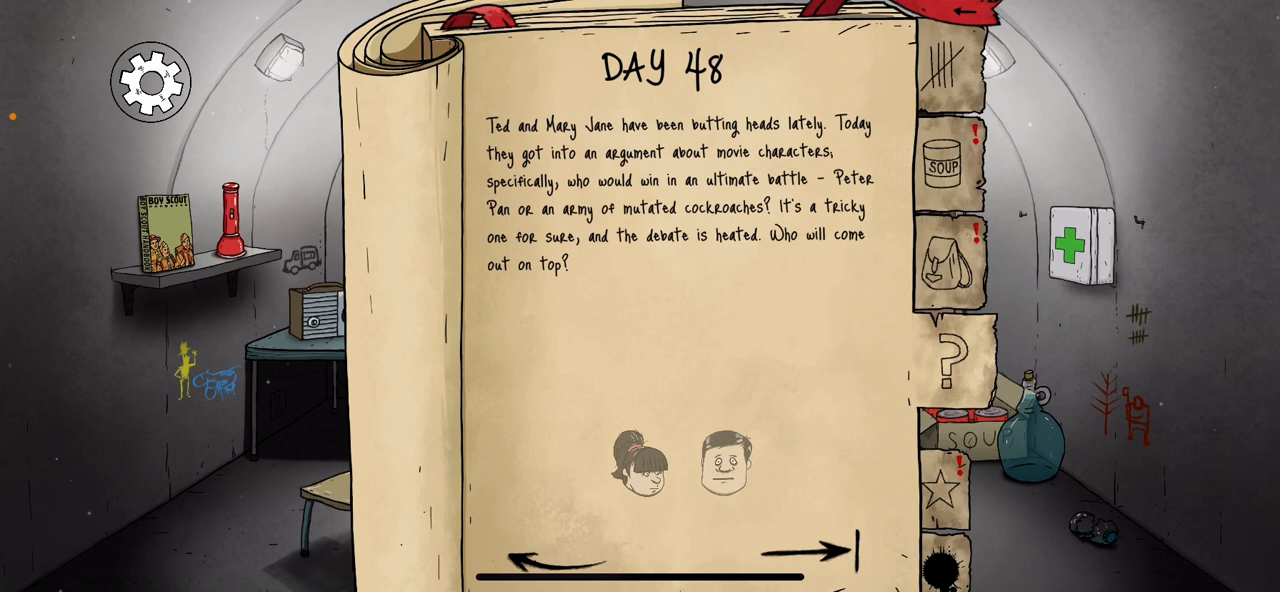 DAY 48
Ted and Mary Jane have been butting heads lately. Today
they got into an argument about movie characters;
specifically, who would win in an ultimate battle - Peter
Pan or an army of mutated cockroaches? It's a tricky
one for sure, and the debate is heated. Who will come
out on top?
BOY SCOUT
SOUP
!
!
?
!
SOU